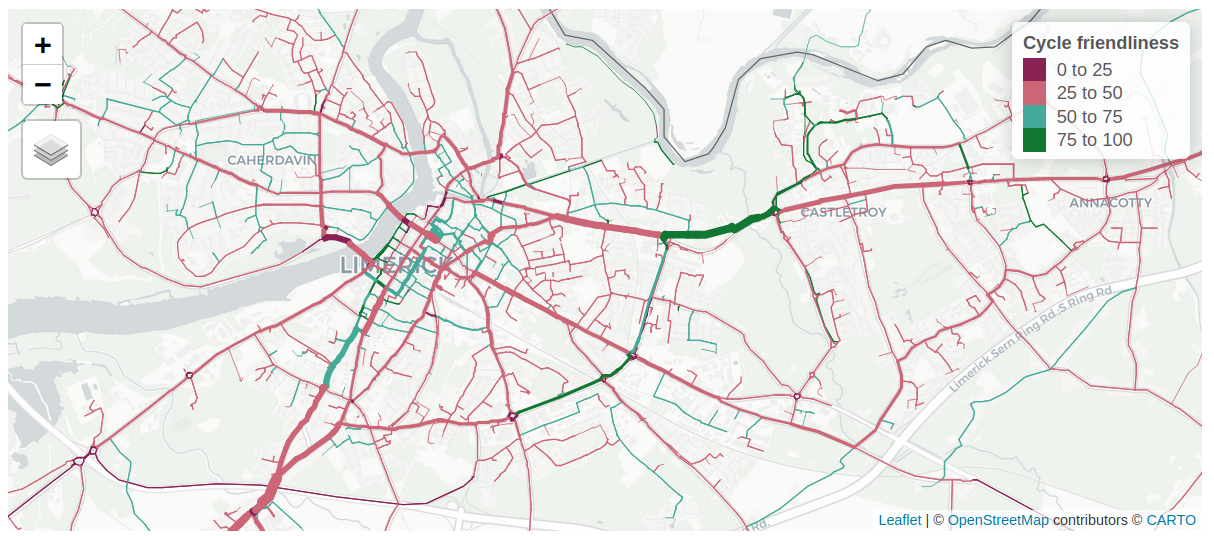 +
−
Cycle friendliness
0 to 25
25 to 50
50 to 75
75 to 100
CAHERDAVIN
CASTLETROY
ANNACOTTY
LIMERICK
Limerick Sern Ring Rd.S Ring Rd.
Rd.
Leaflet | © OpenStreetMap contributors © CARTO